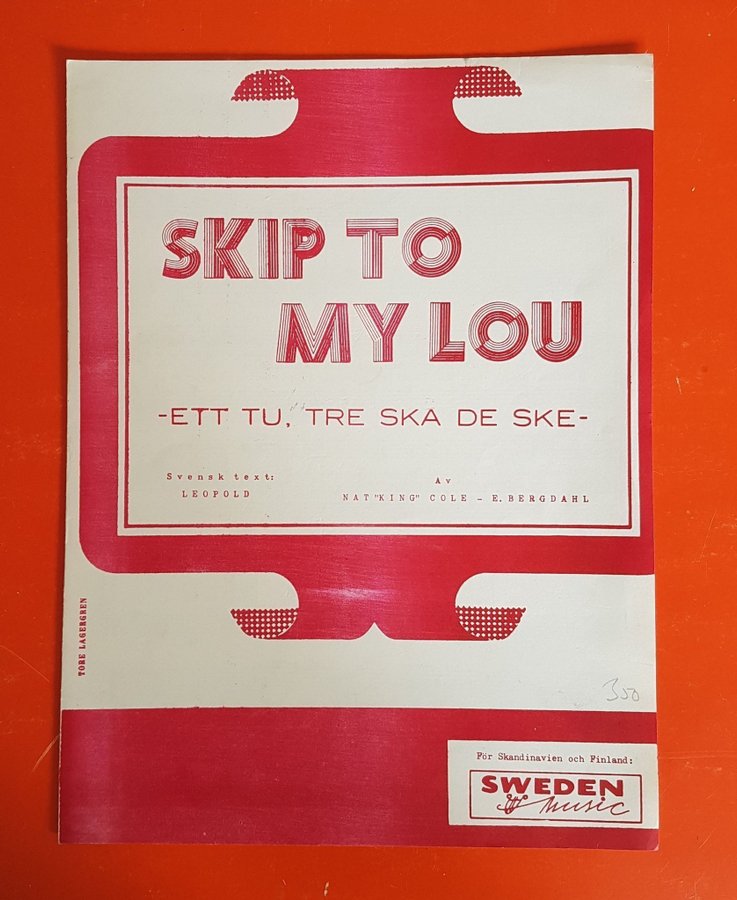 SKIP TO
MY LOU
-ETT TU, TRE SKA DE SKE-
Svensk text:
LEOPOLD
Av
NAT "KING" COLE - E. BERGDAHL
TORE LAGERGREN
350
För Skandinavien och Finland:
SWEDEN
music